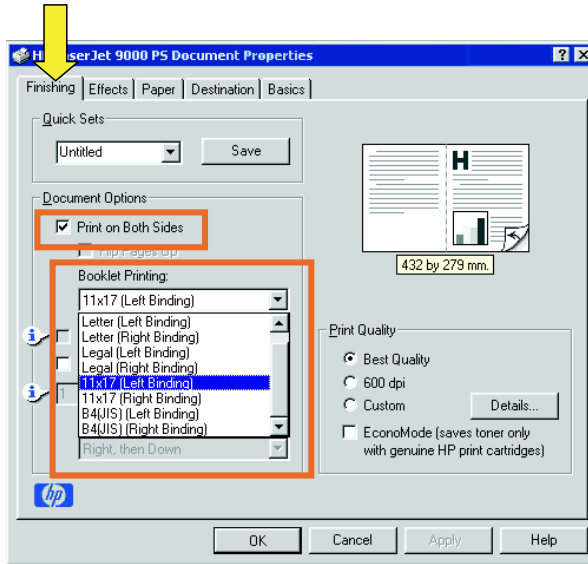 HP LaserJet 9000 PS Document Properties
Finishing Effects Paper Destination Basics
Quick Sets
Untitled Save
Document Options
Print on Both Sides
Flip Pages Up
Booklet Printing:
11x17 (Left Binding)
Letter (Left Binding)
Letter (Right Binding)
Legal (Left Binding)
Legal (Right Binding)
11x17 (Left Binding)
11x17 (Right Binding)
B4(JIS) (Left Binding)
B4(JIS) (Right Binding)
1
Right, then Down
H
432 by 279 mm.
Print Quality
Best Quality
600 dpi
Custom Details...
EconoMode (saves toner only
with genuine HP print cartridges)
hp
OK Cancel Apply Help